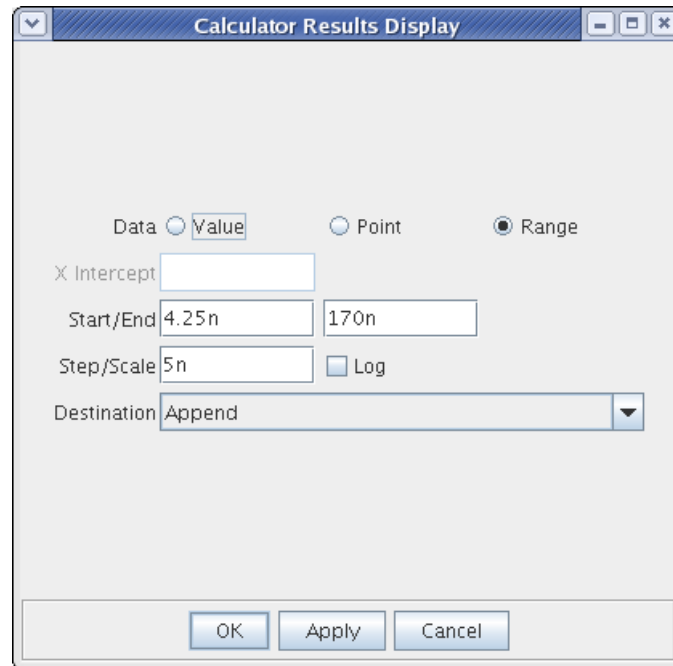 Calculator Results Display
Data Value Point Range
X Intercept
Start/End 4.25n 170n
Step/Scale 5n Log
Destination Append
OK Apply Cancel